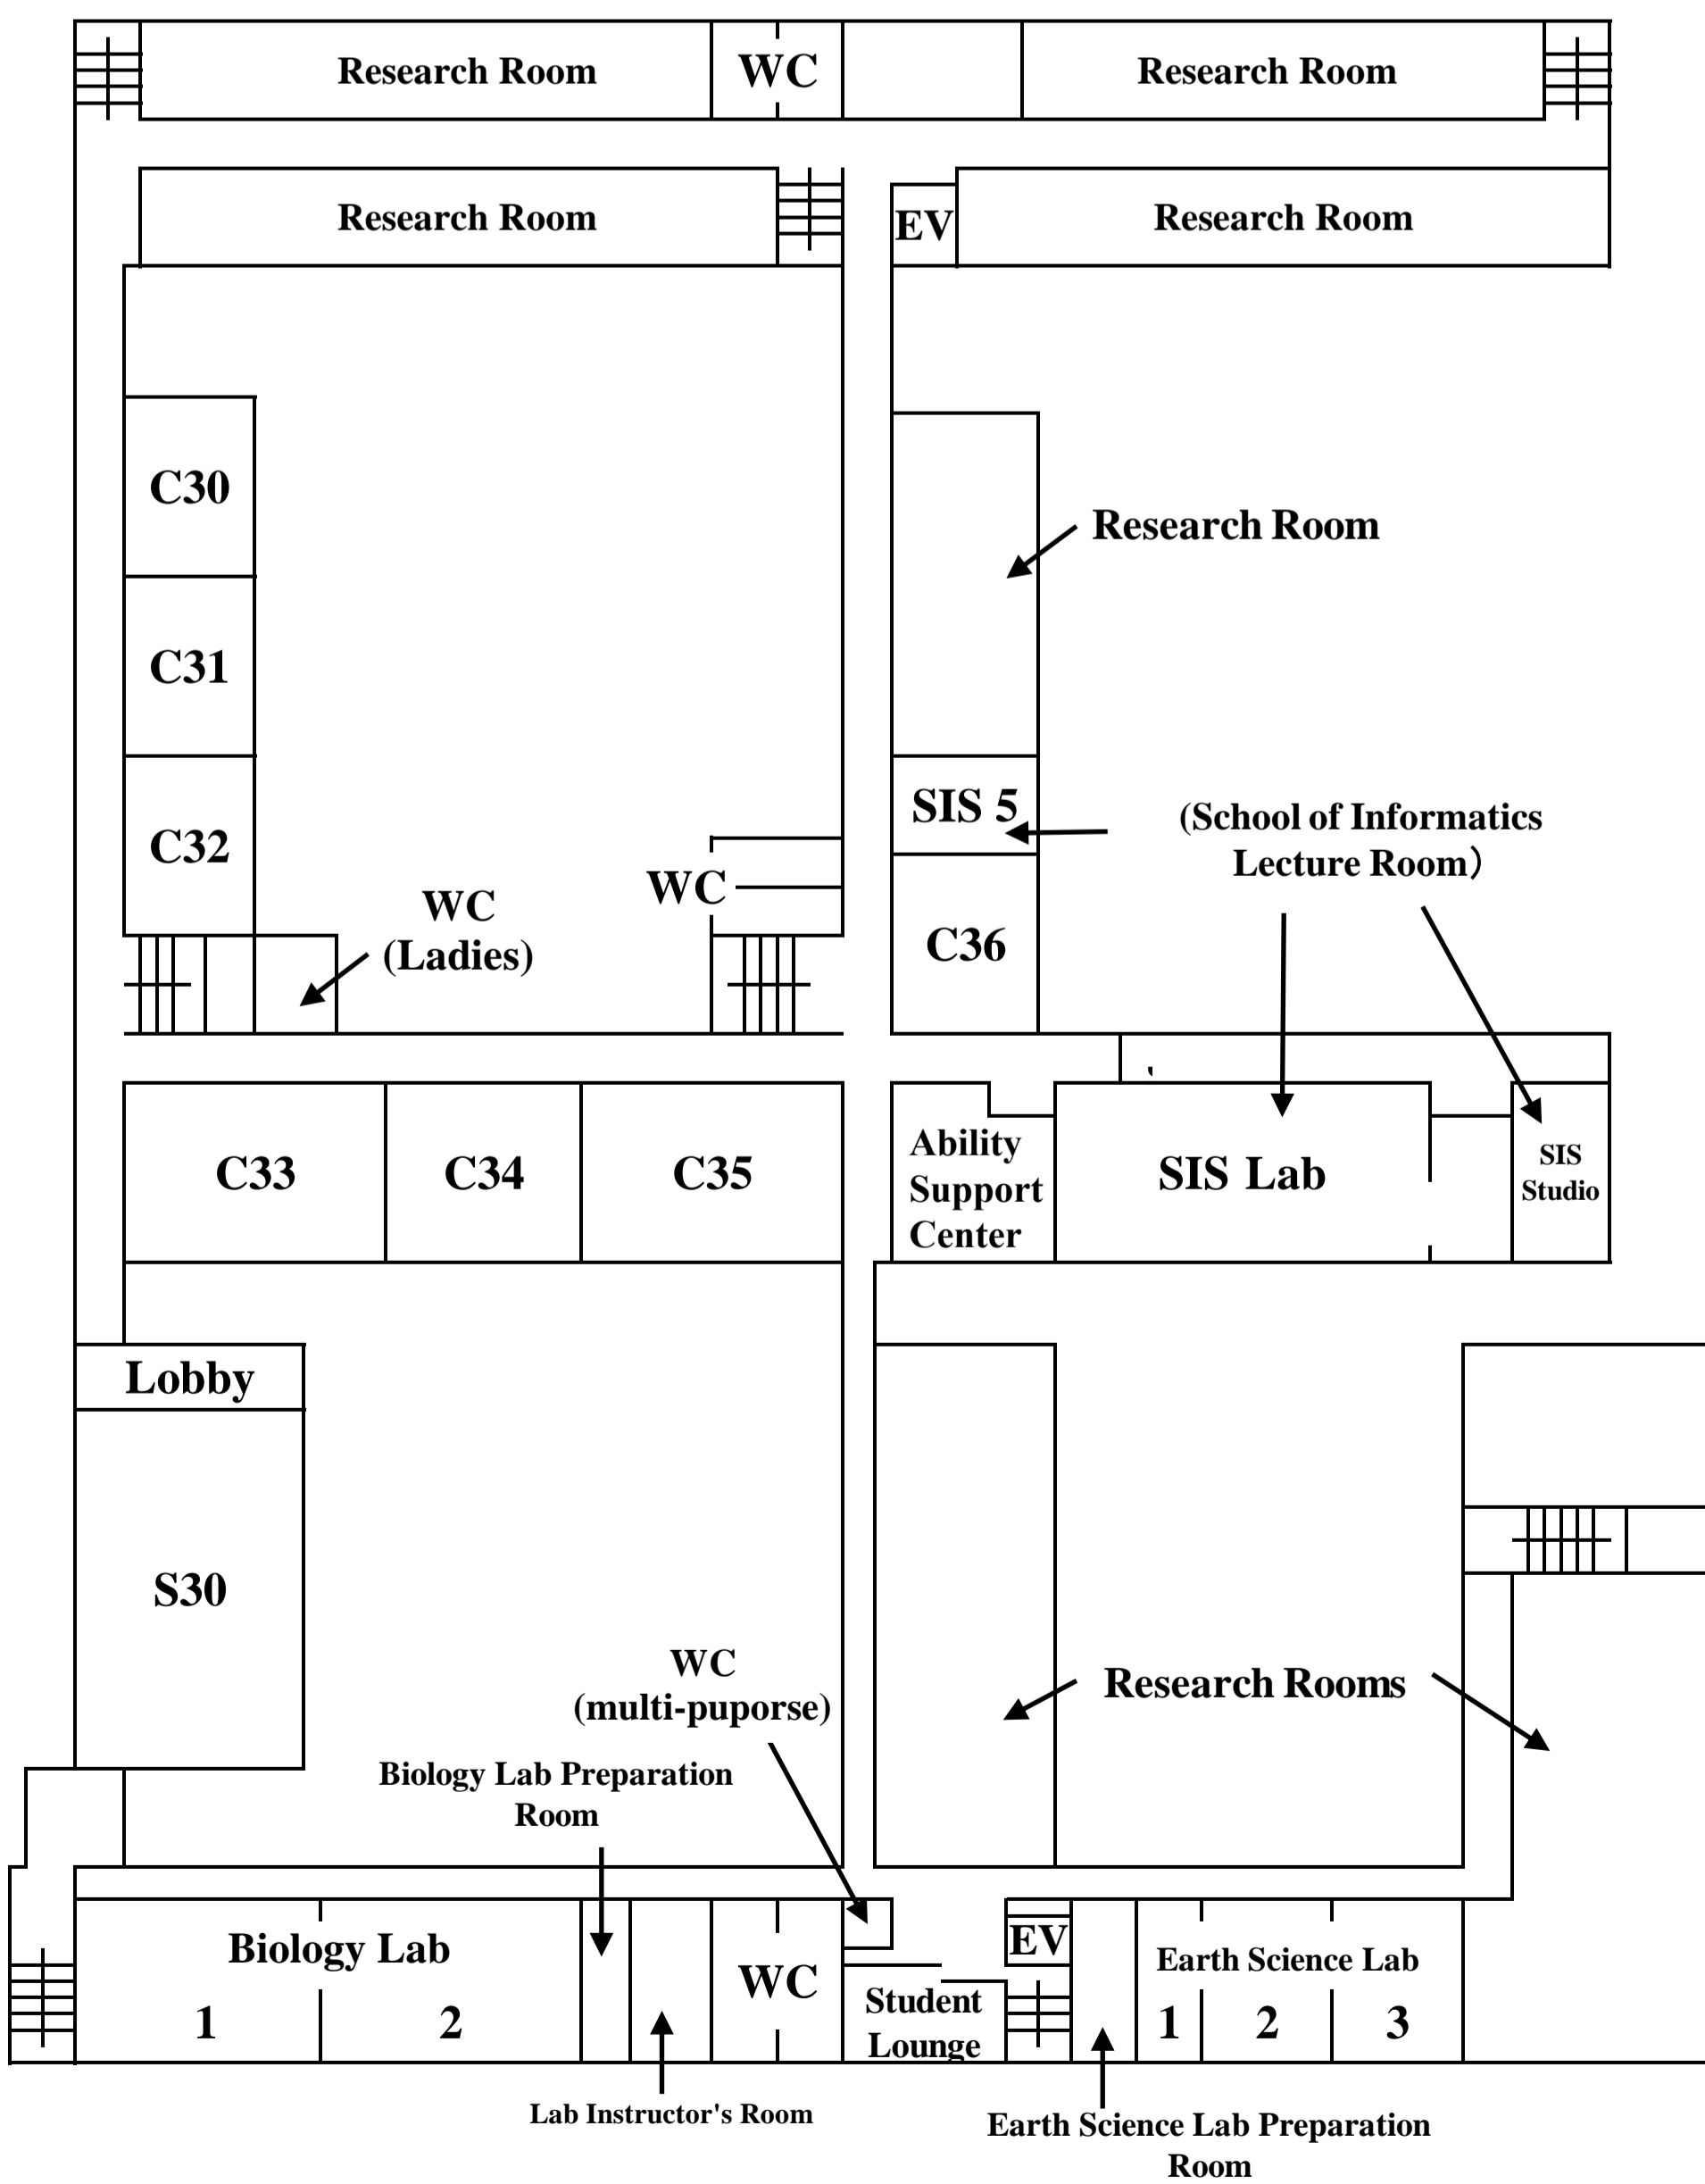 Research Room
WC
Research Room
Research Room
EV
Research Room
C30
Research Room
C31
SIS 5
(School of Informatics
Lecture Room)
C32
WC
WC
(Ladies)
C36
C33
C34
C35
Ability
Support
Center
SIS Lab
SIS
Studio
Lobby
S30
WC
(multi-puporse)
Research Rooms
Biology Lab Preparation
Room
Biology Lab
1
2
WC
Student
Lounge
EV
Earth Science Lab
1
2
3
Lab Instructor's Room
Earth Science Lab Preparation
Room